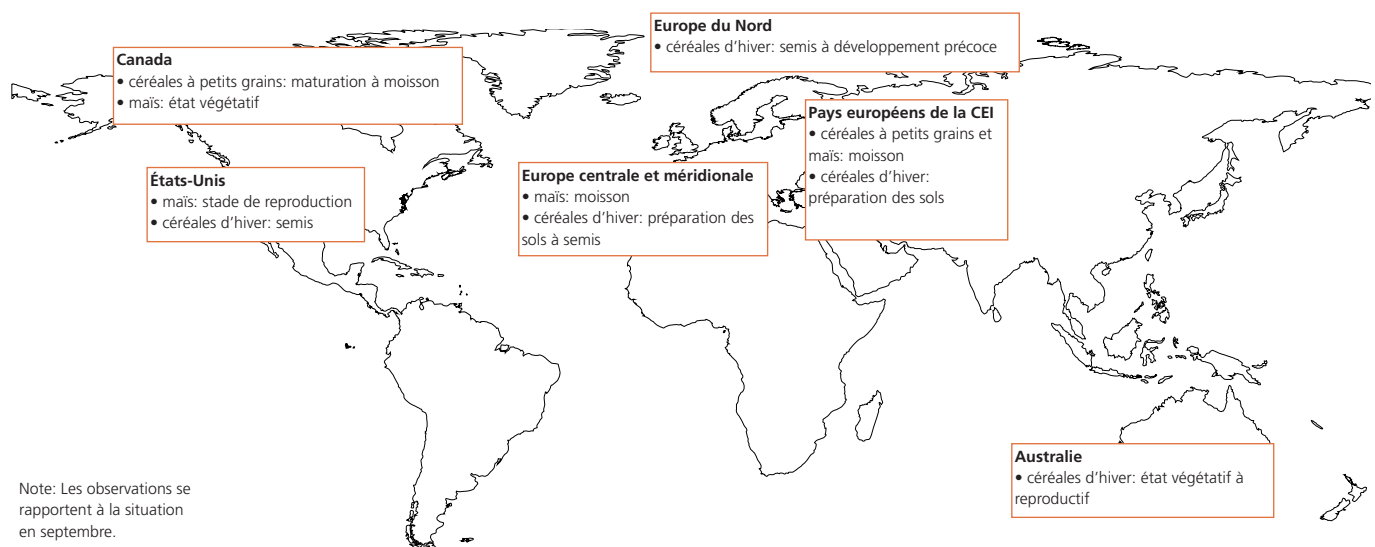 Europe du Nord
• céréales d'hiver: semis à développement précoce
Canada
• céréales à petits grains: maturation à moisson
• maïs: état végétatif
Pays européens de la CEI
• céréales à petits grains et
maïs: moisson
• céréales d'hiver:
préparation des sols
États-Unis
• maïs: stade de reproduction
• céréales d'hiver: semis
Europe centrale et méridionale
• maïs: moisson
• céréales d'hiver: préparation des
sols à semis
Australie
• céréales d'hiver: état végétatif à
reproductif
Note: Les observations se
rapportent à la situation
en septembre.